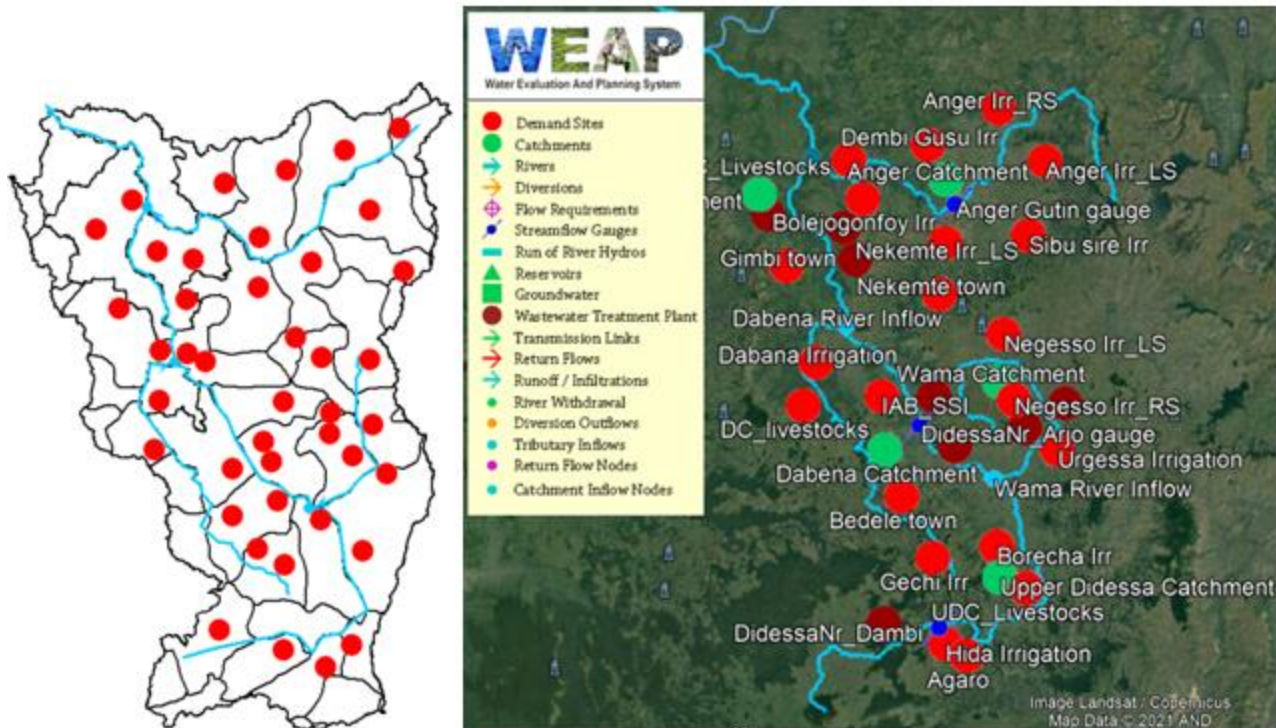 WEAP
Water Evaluation And Planning System
Demand Sites
Catchments
Rivers
Diversions
Flow Requirements
Streamflow Gauges
Run of River Hydros
Reservoirs
Groundwater
Wastewater Treatment Plant
Transmission Links
Return Flows
Runoff / Infiltrations
River Withdrawal
Diversion Outflows
Tributary Inflows
Return Flow Nodes
Catchment Inflow Nodes
Anger Irr_RS
Dembi Gusu Irr
C_Livestocks
Anger Catchment
Anger Irr_LS
ment
Anger Gutin gauge
Bolejogonfoy Irr
Sibu sire Irr
Nekemte Irr_LS
Gimbi town
Nekemte town
Dabena River Inflow
Negesso Irr_LS
Dabana Irrigation
Wama Catchment
IAB_SSI
Negesso Irr_RS
DC_livestocks
DidessaNr_Arjo gauge
Urgessa Irrigation
Dabena Catchment
Wama River Inflow
Bedele town
Borecha Irr
Gechi Irr
Upper Didessa Catchment
UDC_Livestocks
DidessaNr_Dambi
Hida Irrigation
Agaro
Image Landsat / Copernicus
Map Data © 2021 AND